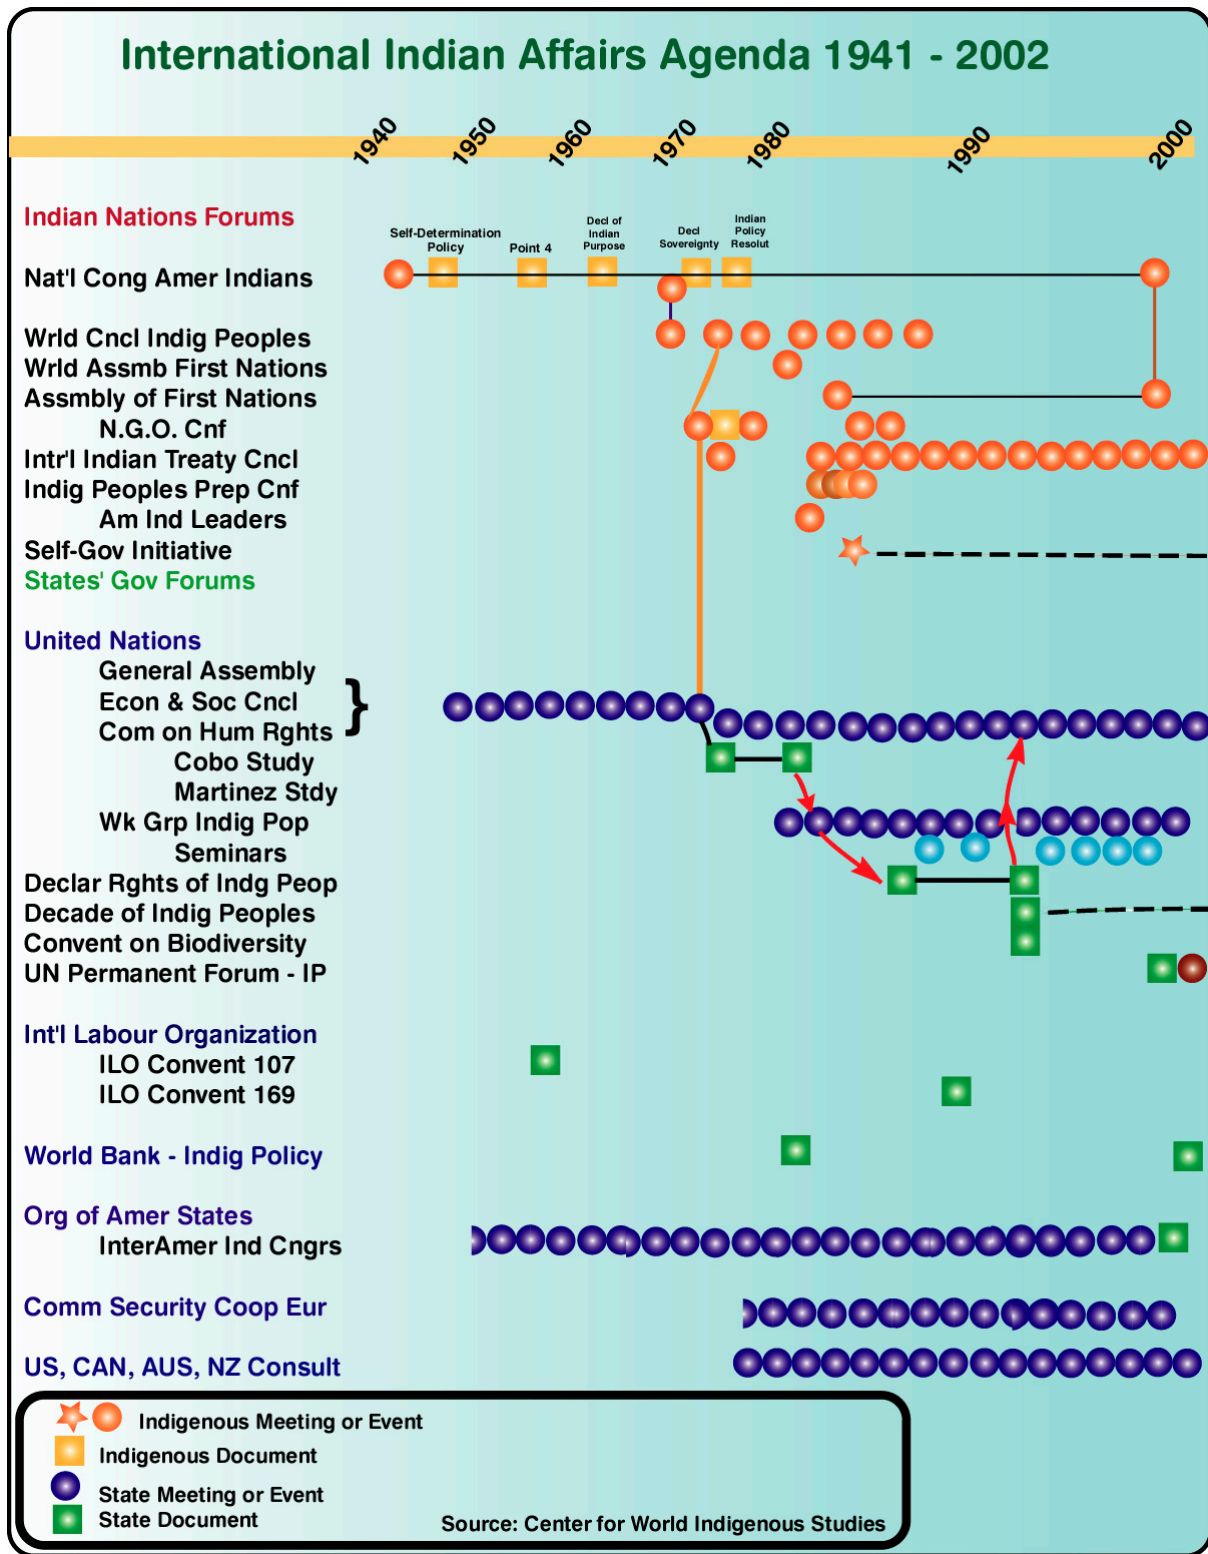 International Indian Affairs Agenda 1941 - 2002
1940 1950 1960 1970 1980 1990 2000
Indian Nations Forums
Self-Determination
Policy
Point 4
Decl of
Indian
Purpose
Decl
Sovereignty
Indian
Policy
Resolut
Nat'l Cong Amer Indians
Wrld Cncl Indig Peoples
Wrld Assmb First Nations
Assmbly of First Nations
N.G.O. Cnf
Intr'l Indian Treaty Cncl
Indig Peoples Prep Cnf
Am Ind Leaders
Self-Gov Initiative
States' Gov Forums
United Nations
General Assembly
Econ & Soc Cncl
Com on Hum Rghts
}
Cobo Study
Martinez Stdy
Wk Grp Indig Pop
Seminars
Declar Rghts of Indg Peop
Decade of Indig Peoples
Convent on Biodiversity
UN Permanent Forum - IP
Int'l Labour Organization
ILO Convent 107
ILO Convent 169
World Bank - Indig Policy
Org of Amer States
InterAmer Ind Cngrs
Comm Security Coop Eur
US, CAN, AUS, NZ Consult
Indigenous Meeting or Event
Indigenous Document
State Meeting or Event
State Document
Source: Center for World Indigenous Studies